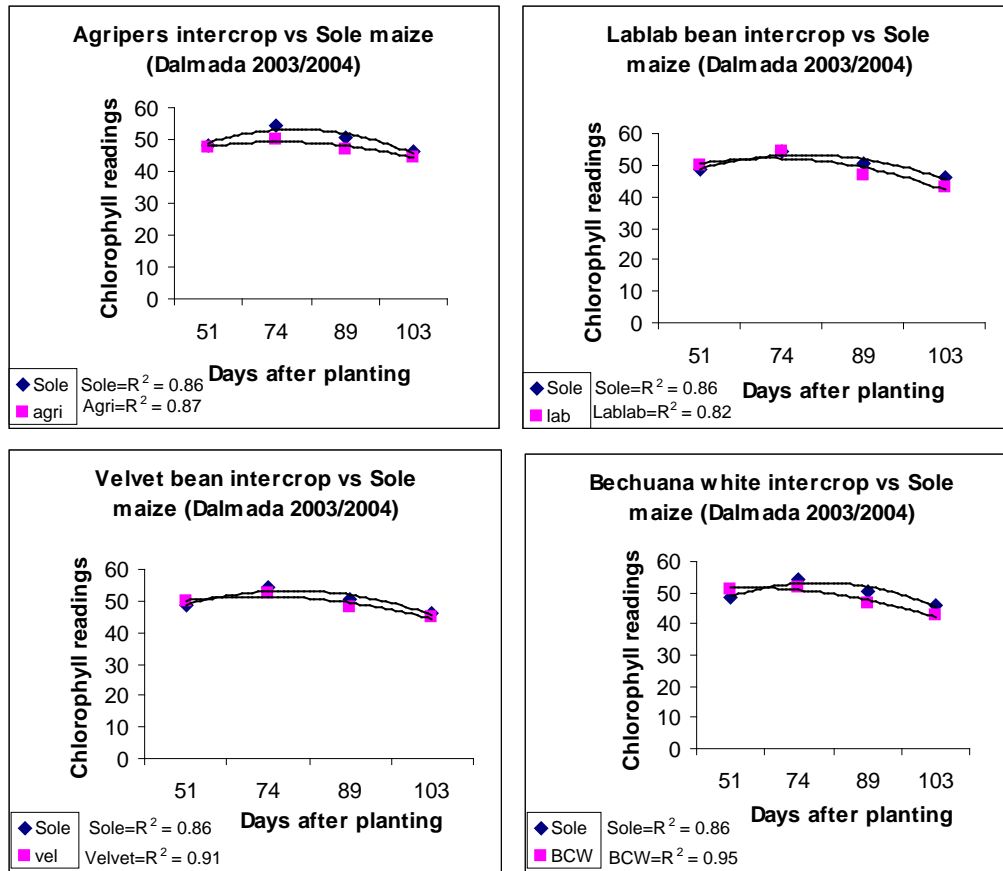 Agripers intercrop vs Sole maize
(Dalmada 2003/2004)
Chlorophyll readings
60
50
40
30
20
10
0
51 74 89 103
Days after planting
Sole Sole=R² = 0.86
agri Agri=R² = 0.87
Lablab bean intercrop vs Sole
maize (Dalmada 2003/2004)
Chlorophyll readings
60
50
40
30
20
10
0
51 74 89 103
Days after planting
Sole Sole=R² = 0.86
lab Lablab=R² = 0.82
Velvet bean intercrop vs Sole
maize (Dalmada 2003/2004)
Chlorophyll readings
60
50
40
30
20
10
0
51 74 89 103
Days after planting
Sole Sole=R² = 0.86
vel Velvet=R² = 0.91
Bechuana white intercrop vs Sole
maize (Dalmada 2003/2004)
Chlorophyll readings
60
50
40
30
20
10
0
51 74 89 103
Days after planting
Sole Sole=R² = 0.86
BCW BCW=R² = 0.95